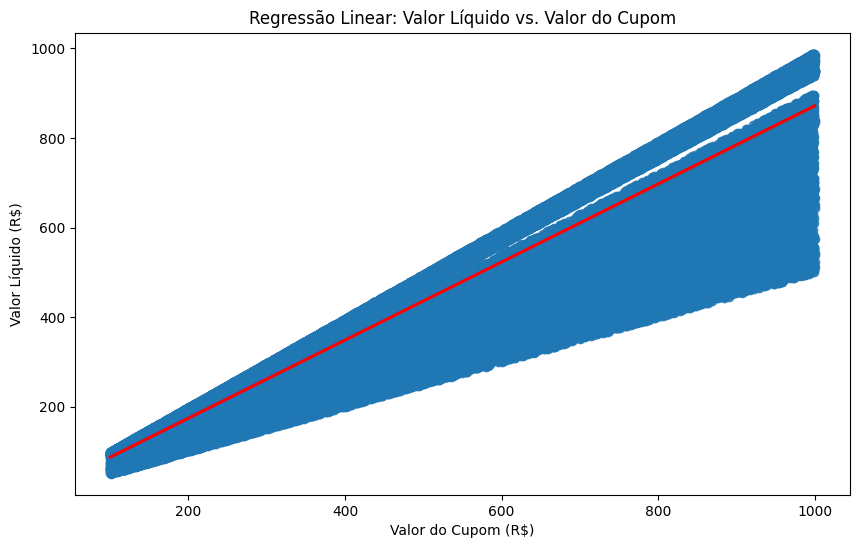 Regressão Linear: Valor Líquido vs. Valor do Cupom
1000
800
600
400
200
Valor Líquido (R$)
200 400 600 800 1000
Valor do Cupom (R$)